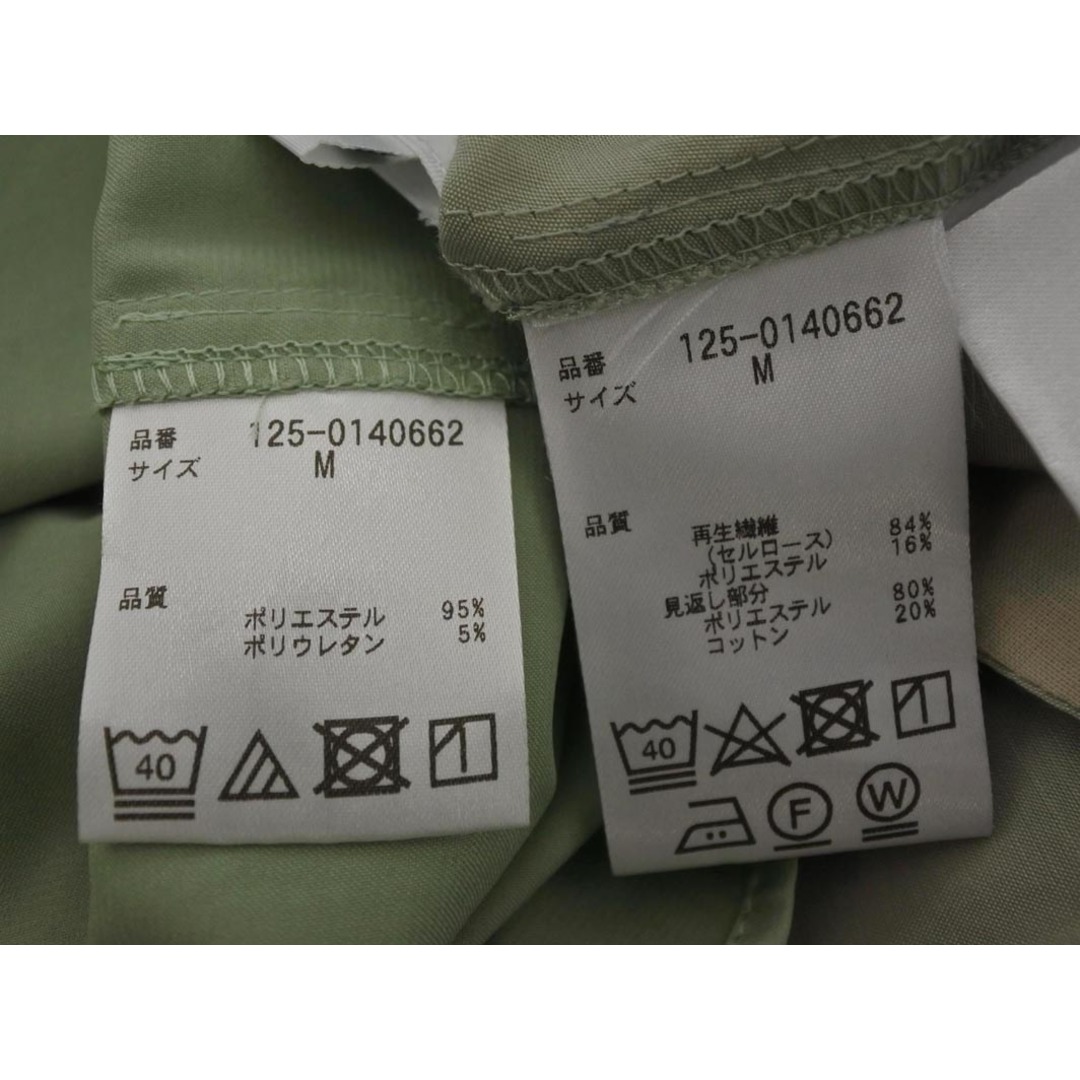 品番 125-0140662
サイズ M
品質
ポリエステル 95%
ポリウレタン 5%
40
品番 125-0140662
サイズ M
品質
再生繊維 84%
(セルロース) 16%
ポリエステル
見返し部分 80%
ポリエステル 20%
コットン
40
F W